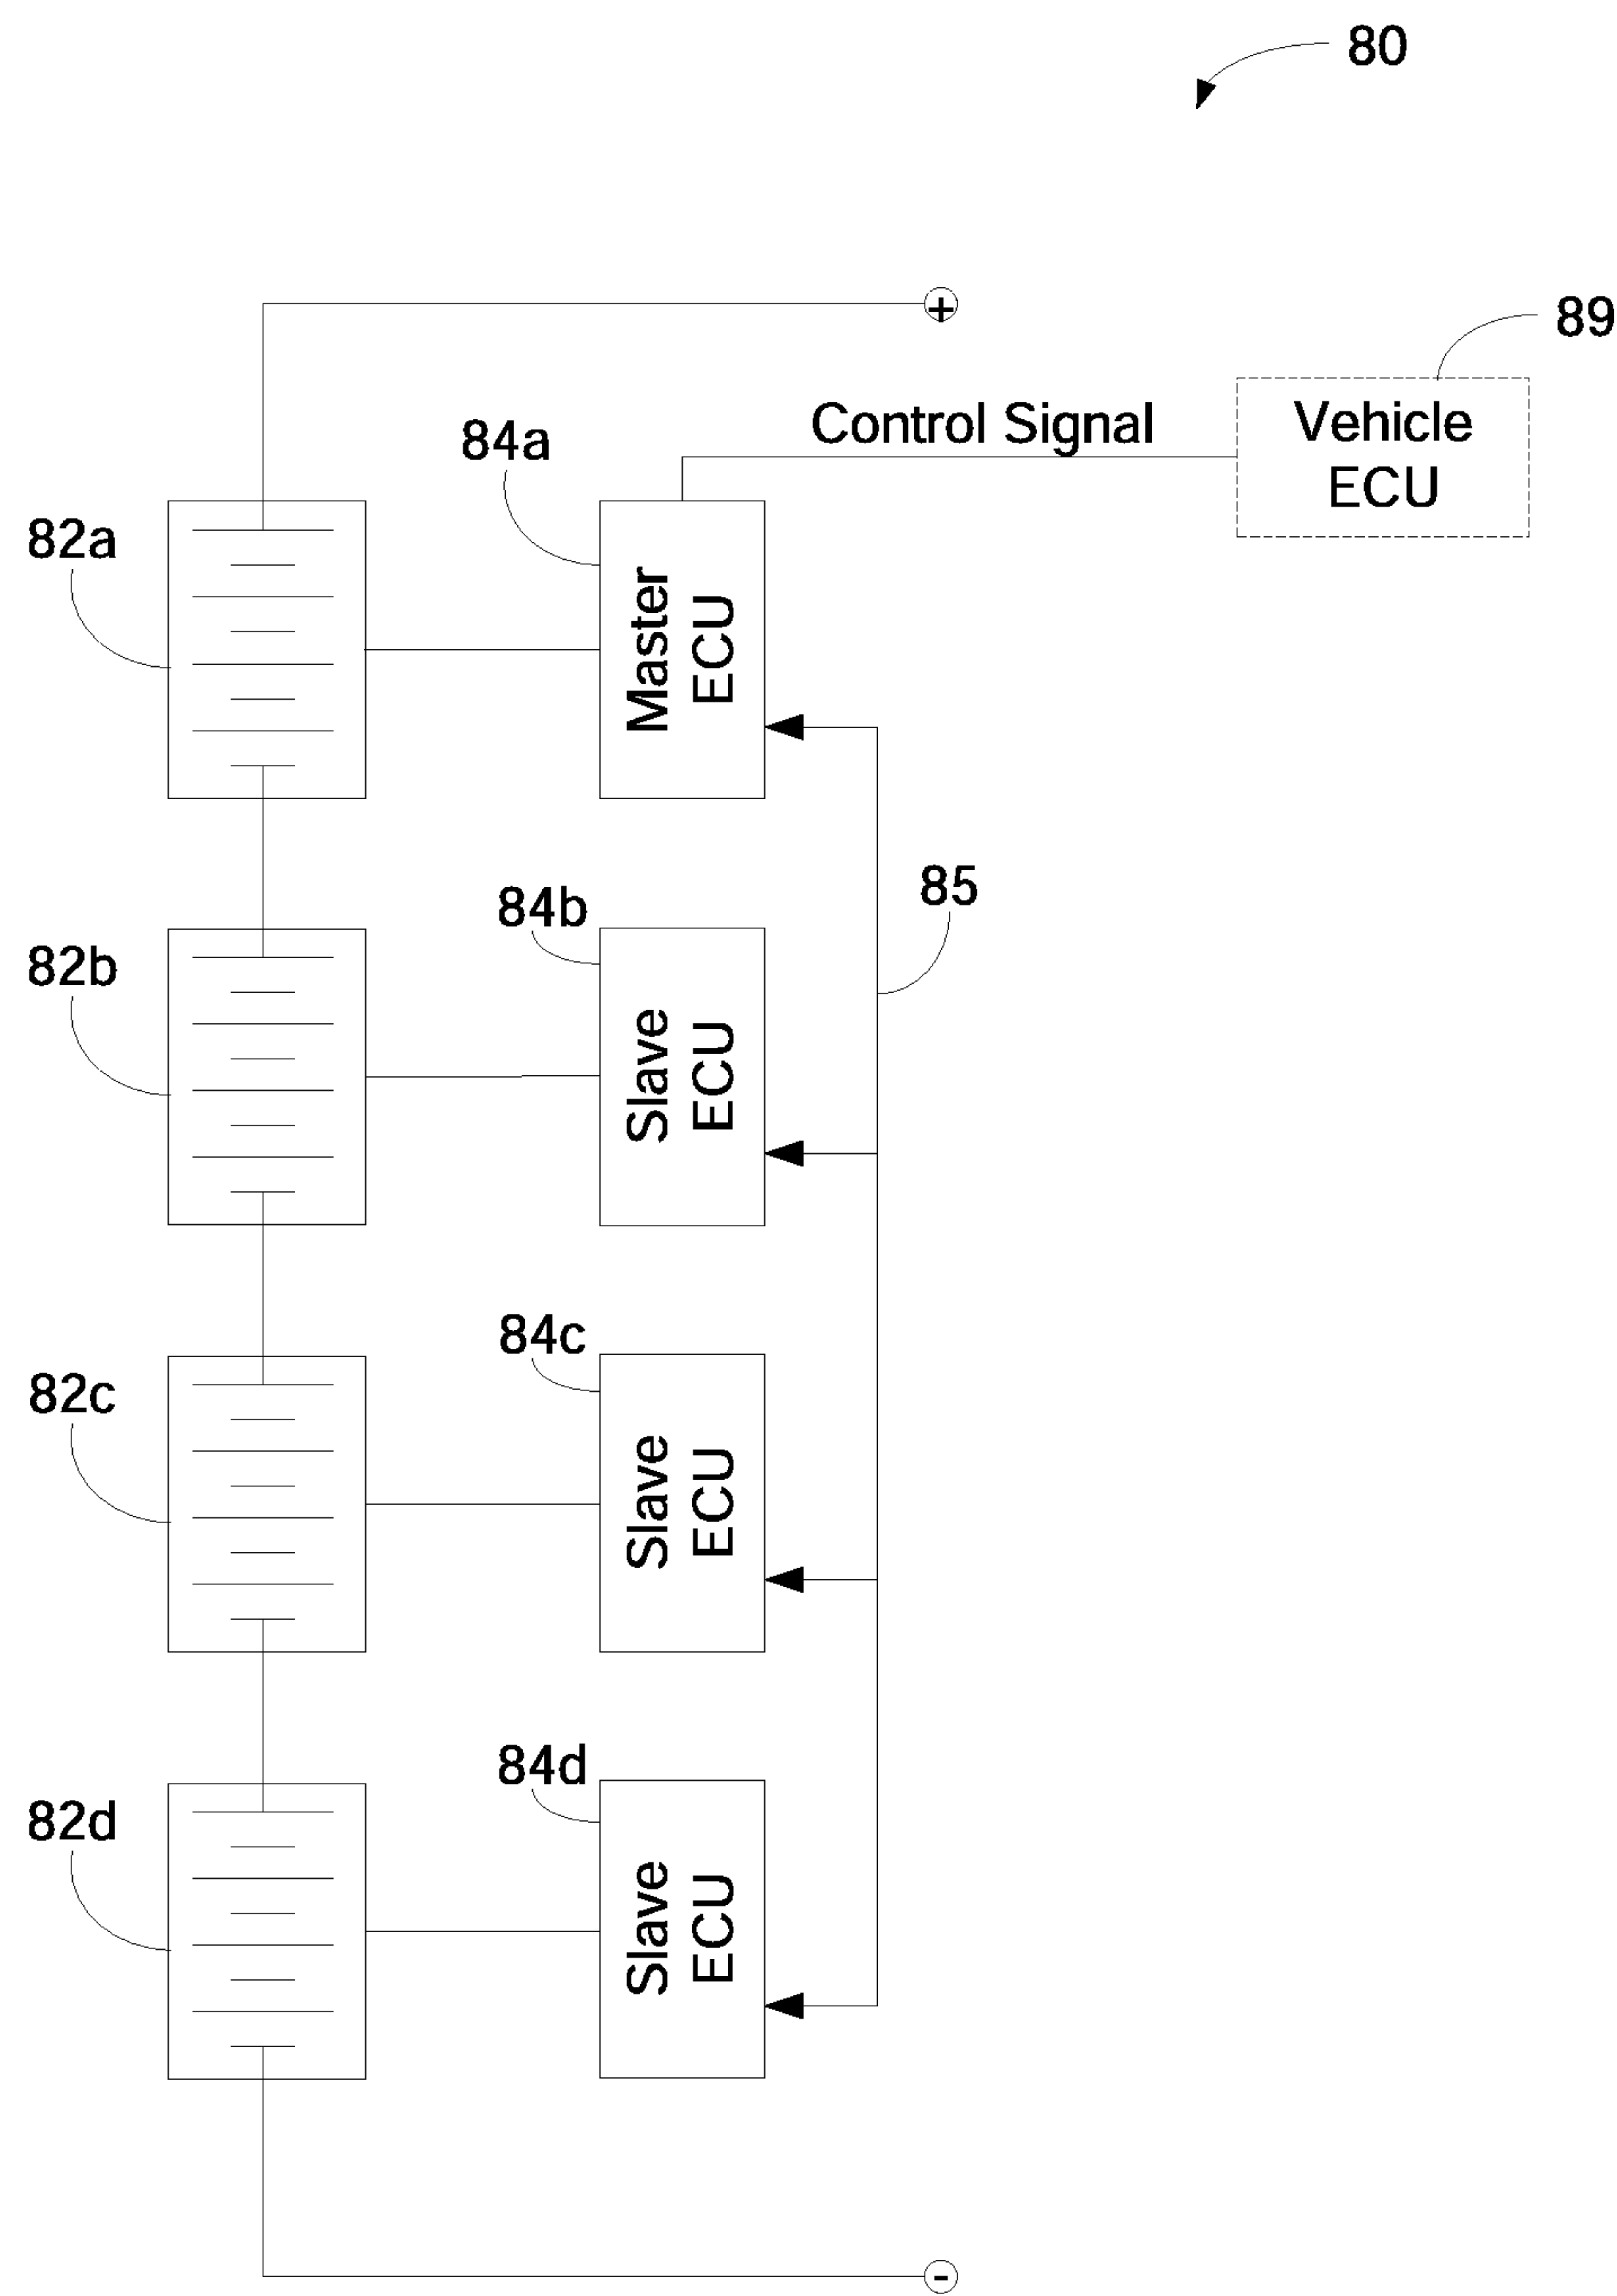 80
+
89
Control Signal
Vehicle
ECU
84a
82a
Master
ECU
85
84b
82b
Slave
ECU
84c
82c
Slave
ECU
84d
82d
Slave
ECU
-